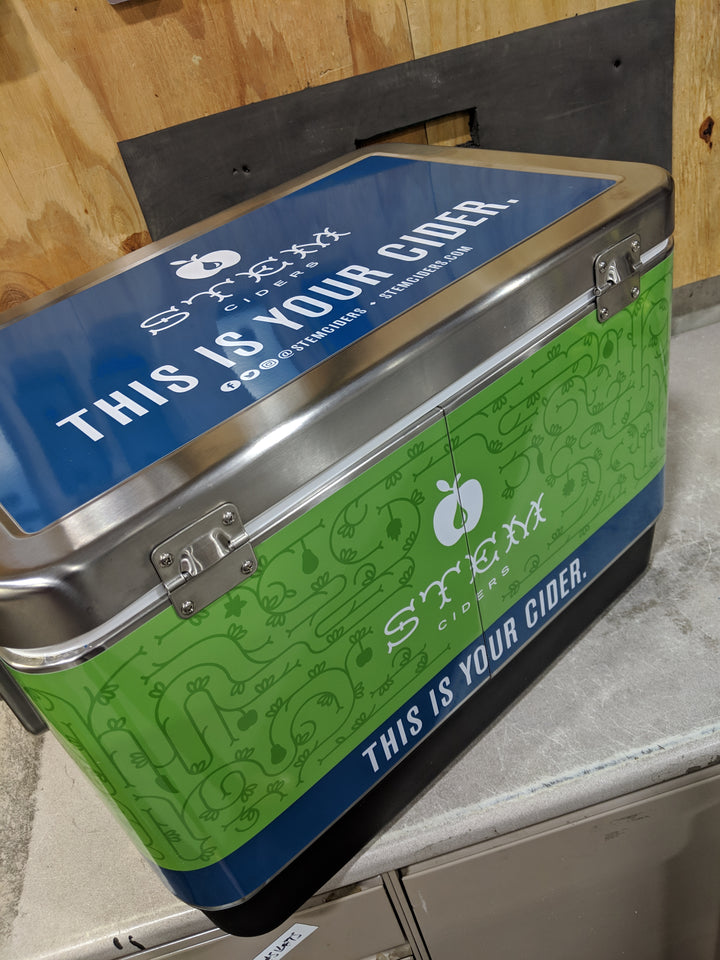 STEM
CIDERS
THIS IS YOUR CIDER.
@STEMCIDERS • STEMCIDERS.COM
STEM
CIDERS
THIS IS YOUR CIDER.